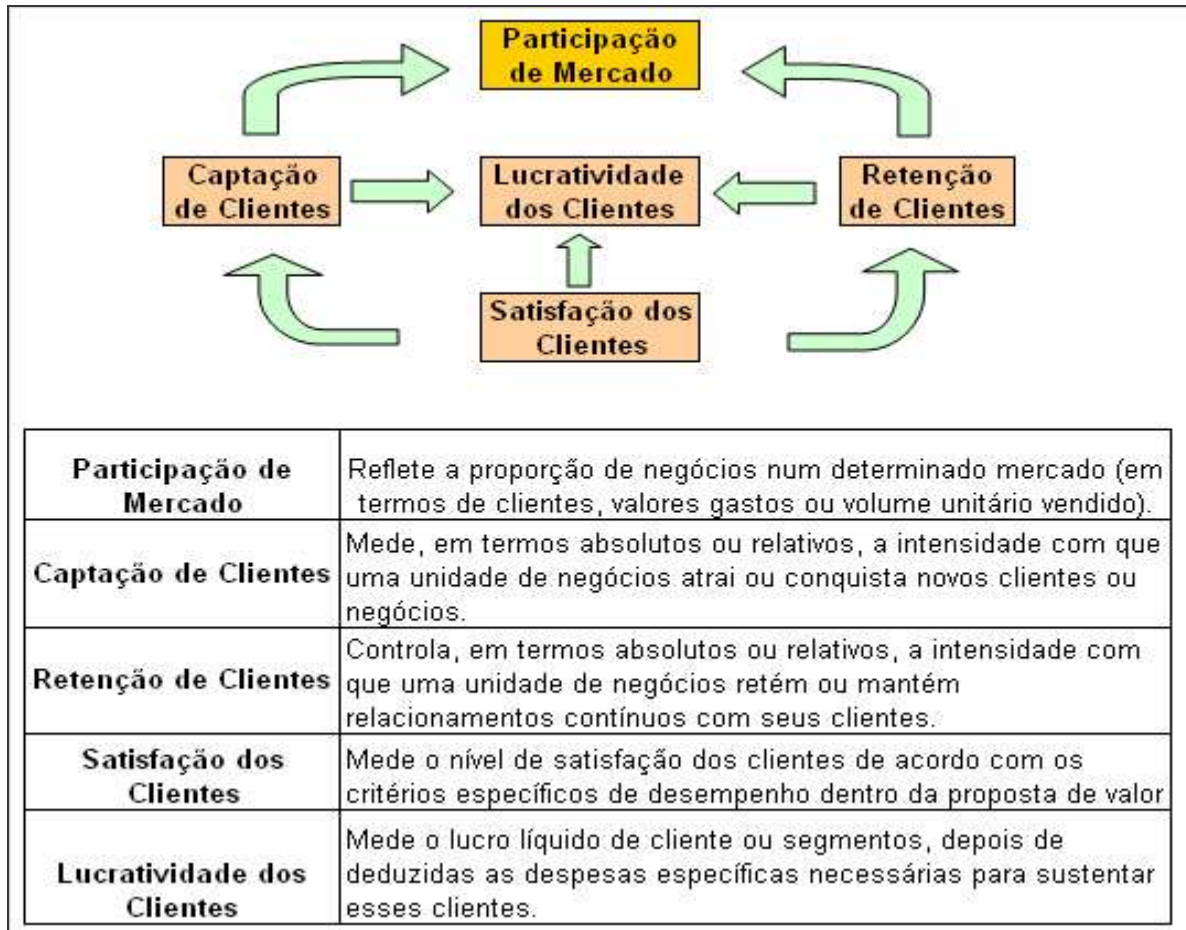 Participação
de Mercado
Captação
de Clientes
Lucratividade
dos Clientes
Retenção
de Clientes
Satisfação dos
Clientes
Participação de
Mercado
Reflete a proporção de negócios num determinado mercado (em
termos de clientes, valores gastos ou volume unitário vendido).
Captação de Clientes
Mede, em termos absolutos ou relativos, a intensidade com que
uma unidade de negócios atrai ou conquista novos clientes ou
negócios.
Retenção de Clientes
Controla, em termos absolutos ou relativos, a intensidade com
que uma unidade de negócios retém ou mantém
relacionamentos contínuos com seus clientes.
Satisfação dos
Clientes
Mede o nível de satisfação dos clientes de acordo com os
critérios específicos de desempenho dentro da proposta de valor
Lucratividade dos
Clientes
Mede o lucro líquido de cliente ou segmentos, depois de
deduzidas as despesas específicas necessárias para sustentar
esses clientes.